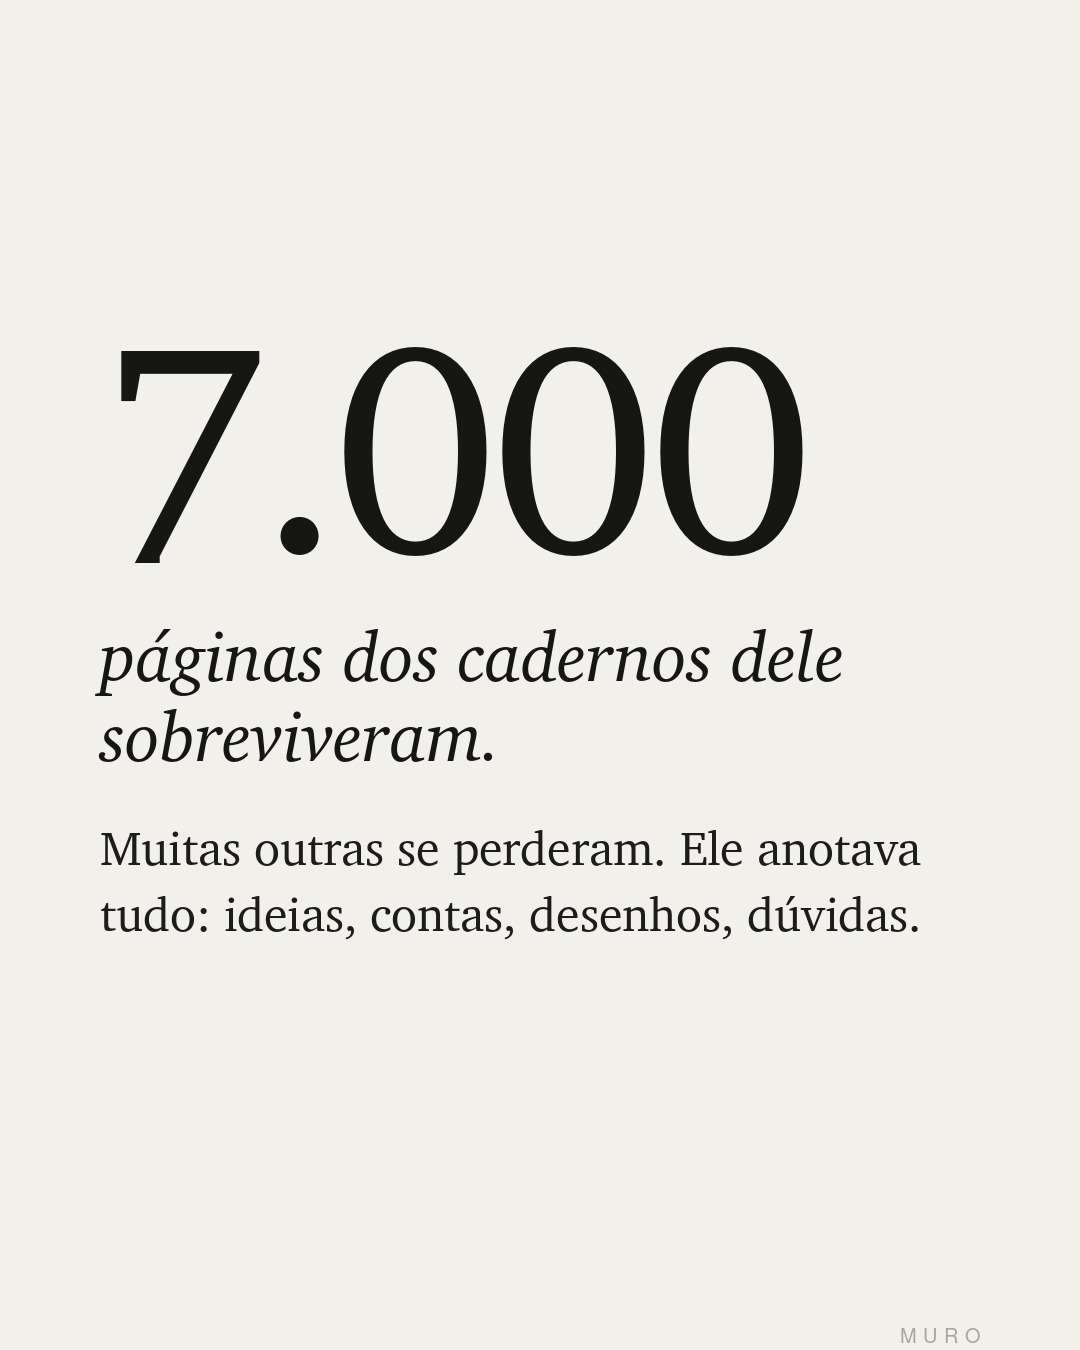 7.000
páginas dos cadernos dele
sobreviveram.
Muitas outras se perderam. Ele anotava
tudo: ideias, contas, desenhos, dúvidas.
MURO